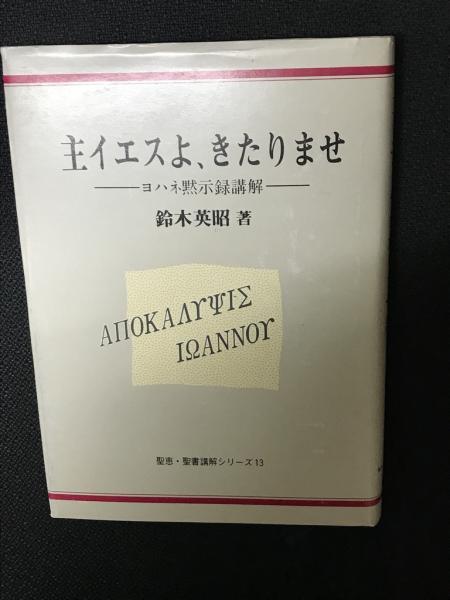 主イエスよ、きたりませ
―ヨハネ黙示録講解―
鈴木英昭 著
ΑΠΟΚΑΛΥΨΙΣ
ΙΩΑΝΝΟΥ
聖恵・聖書講解シリーズ13